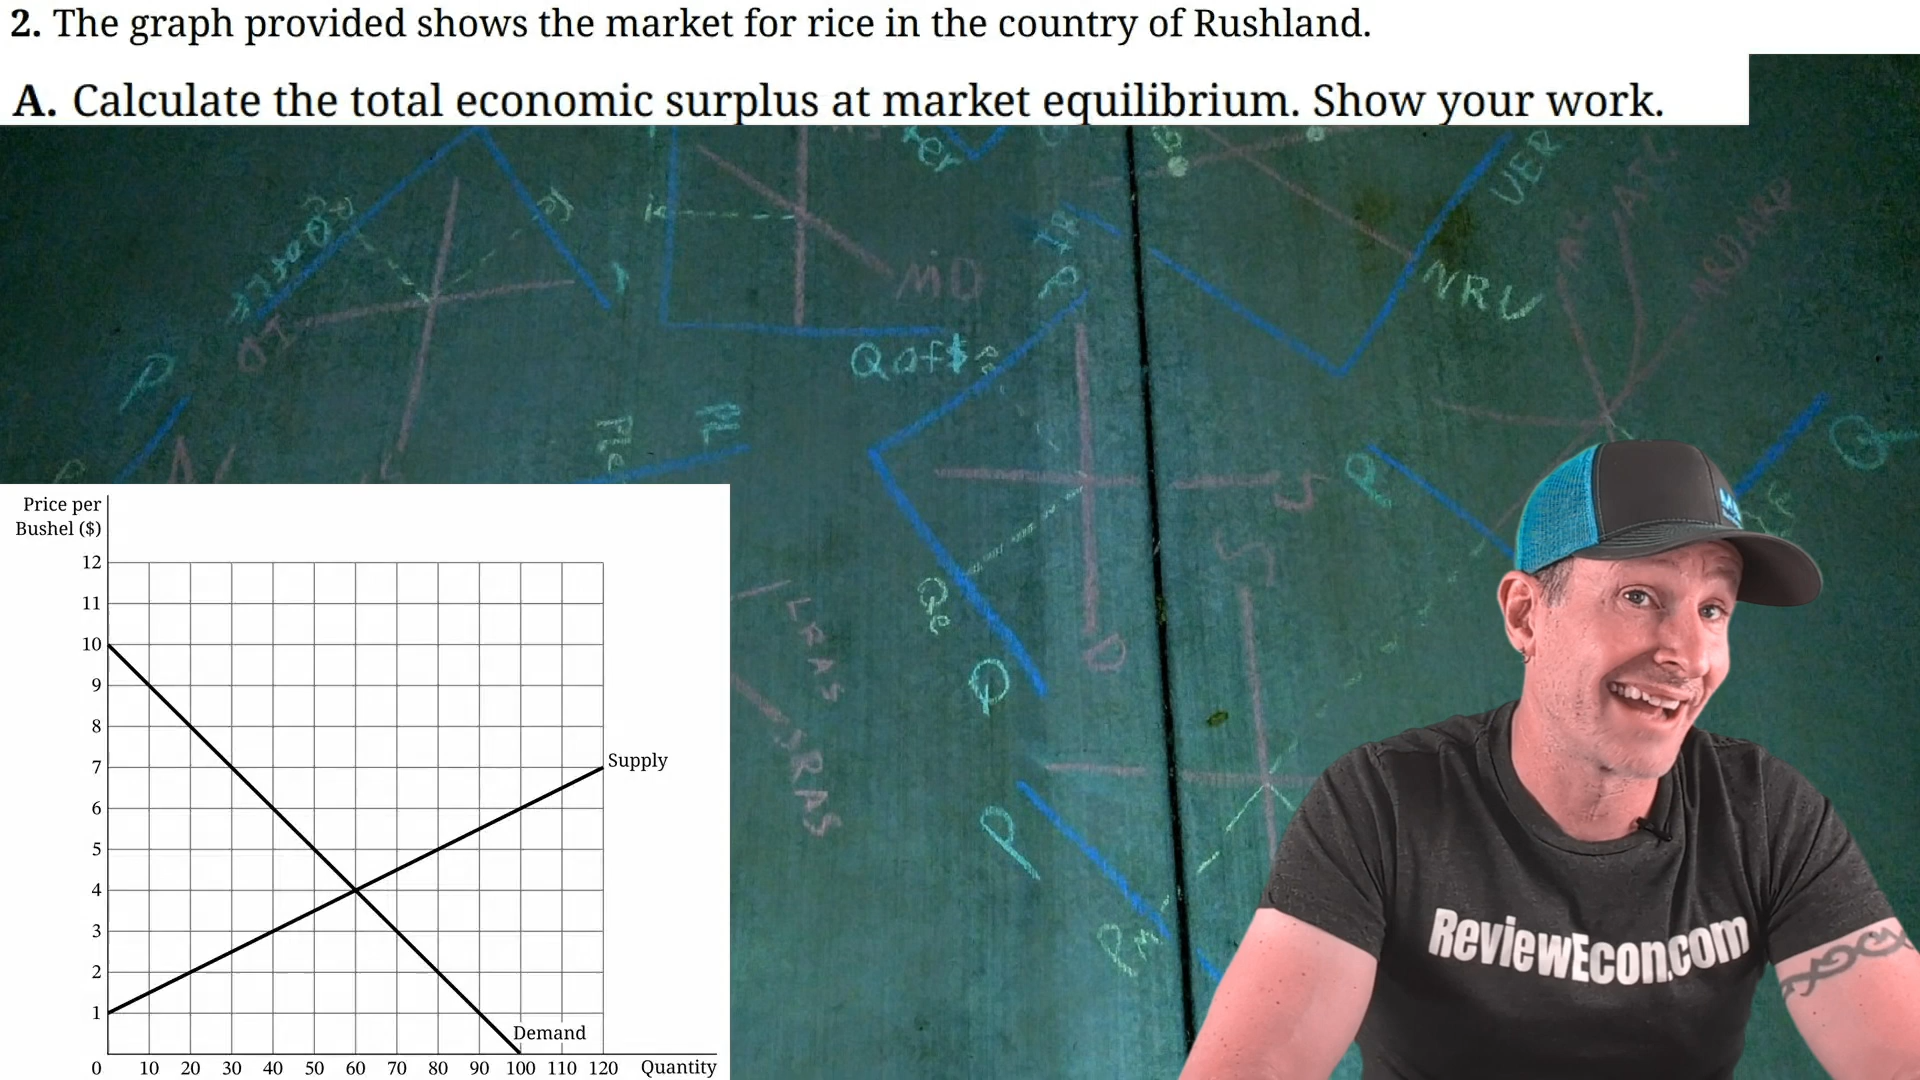 2. The graph provided shows the market for rice in the country of Rushland.
A. Calculate the total economic surplus at market equilibrium. Show your work.
MD
Q of $
NRU
UER
P
Qe
Q
S
D
LRAS
SRAS
P
Price per
Bushel ($)
12
11
10
9
8
7
6
5
4
3
2
1
0 10 20 30 40 50 60 70 80 90 100 110 120 Quantity
Supply
Demand
ReviewEcon.com